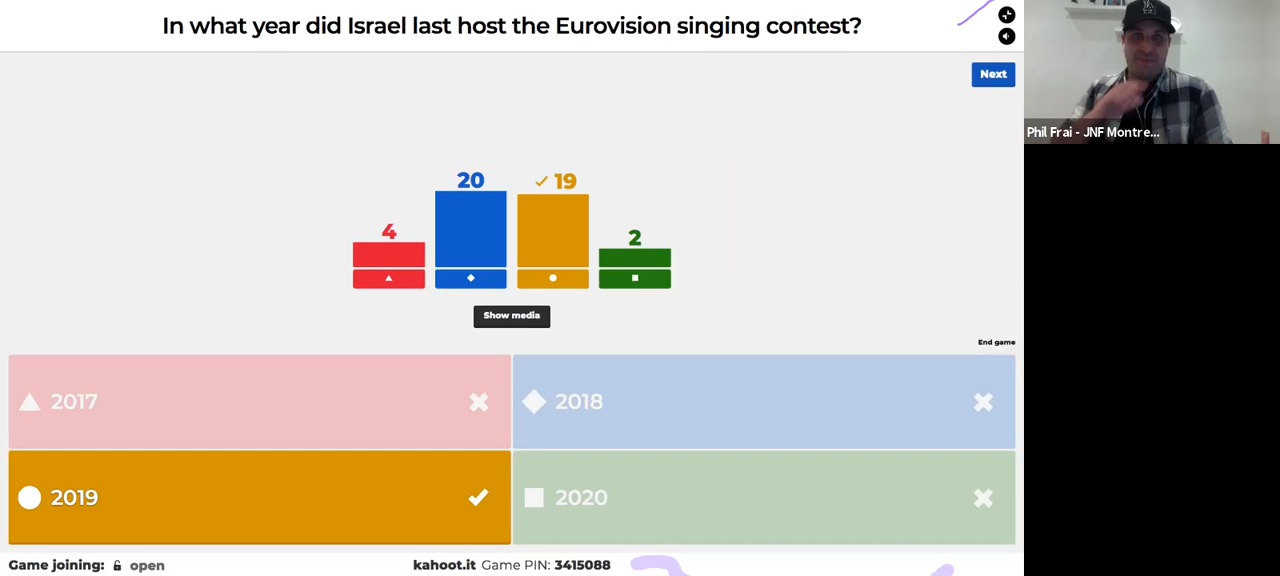 In what year did Israel last host the Eurovision singing contest?
Next
Phil Frai - JNF Montre...
4
20
19
2
Show media
End game
2017
2018
2019
2020
Game joining: open
kahoot.it Game PIN: 3415088